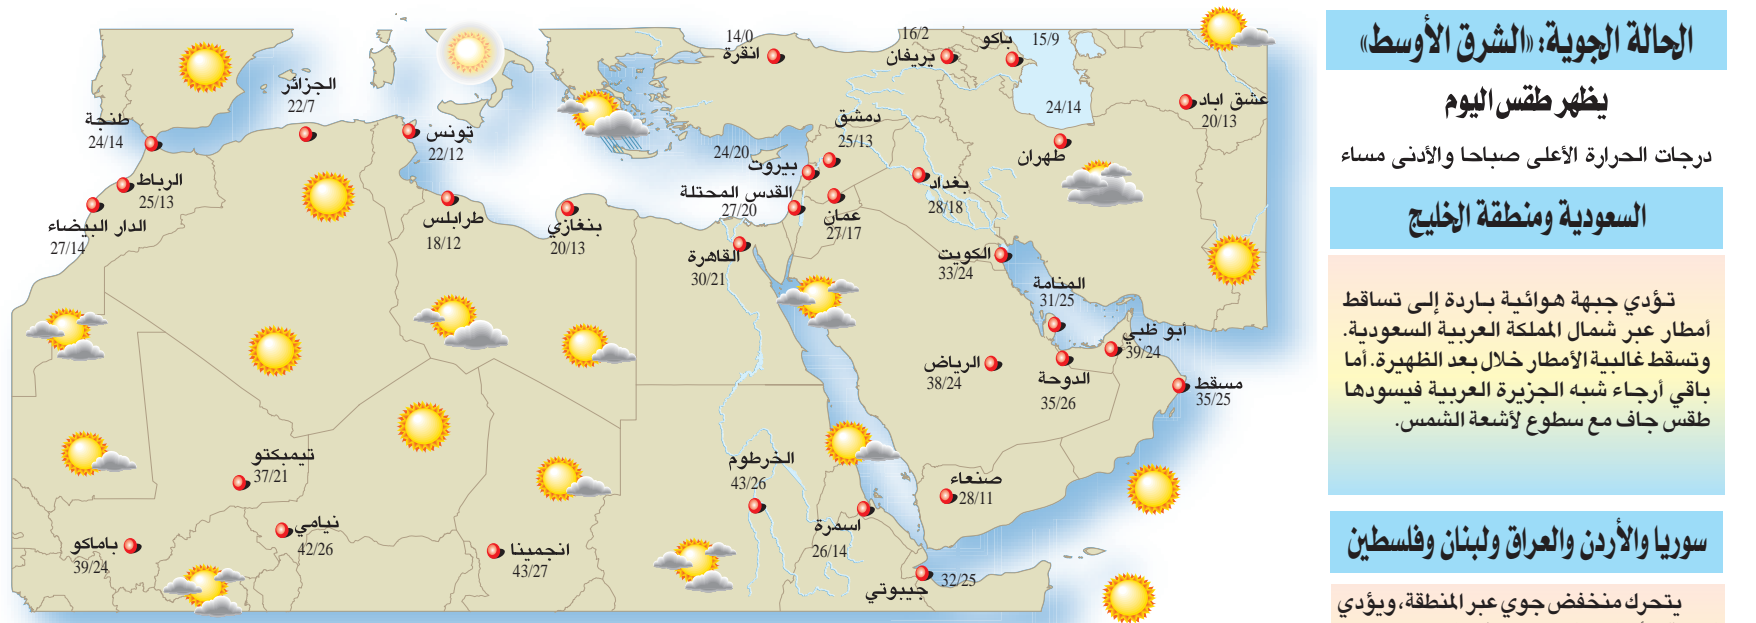 الحالة الجوية: «الشرق الأوسط»
يظهر طقس اليوم
درجات الحرارة الأعلى صباحا والأدنى مساء
السعودية ومنطقة الخليج
تؤدي جبهة هوائية باردة إلى تساقط
أمطار عبر شمال المملكة العربية السعودية.
وتسقط غالبية الأمطار خلال بعد الظهيرة. أما
باقي أرجاء شبه الجزيرة العربية فيسودها
طقس جاف مع سطوع لأشعة الشمس.
سوريا والأردن والعراق ولبنان وفلسطين
يتحرك منخفض جوي عبر المنطقة، ويؤدي
عشق اباد
20/13
باكو
15/9
يريفان
16/2
انقرة
14/0
طهران
24/14
دمشق
25/13
بيروت
24/20
القدس المحتلة
27/20
عمان
27/17
بغداد
28/18
الكويت
33/24
المنامة
31/25
أبو ظبي
39/24
الدوحة
35/26
مسقط
35/25
الرياض
38/24
صنعاء
28/11
القاهرة
30/21
بنغازي
20/13
طرابلس
18/12
تونس
22/12
الجزائر
22/7
طنجة
24/14
الرباط
25/13
الدار البيضاء
27/14
الخرطوم
43/26
اسمرة
26/14
جيبوتي
32/25
انجمينا
43/27
نيامي
42/26
تيمبكتو
37/21
باماكو
39/24